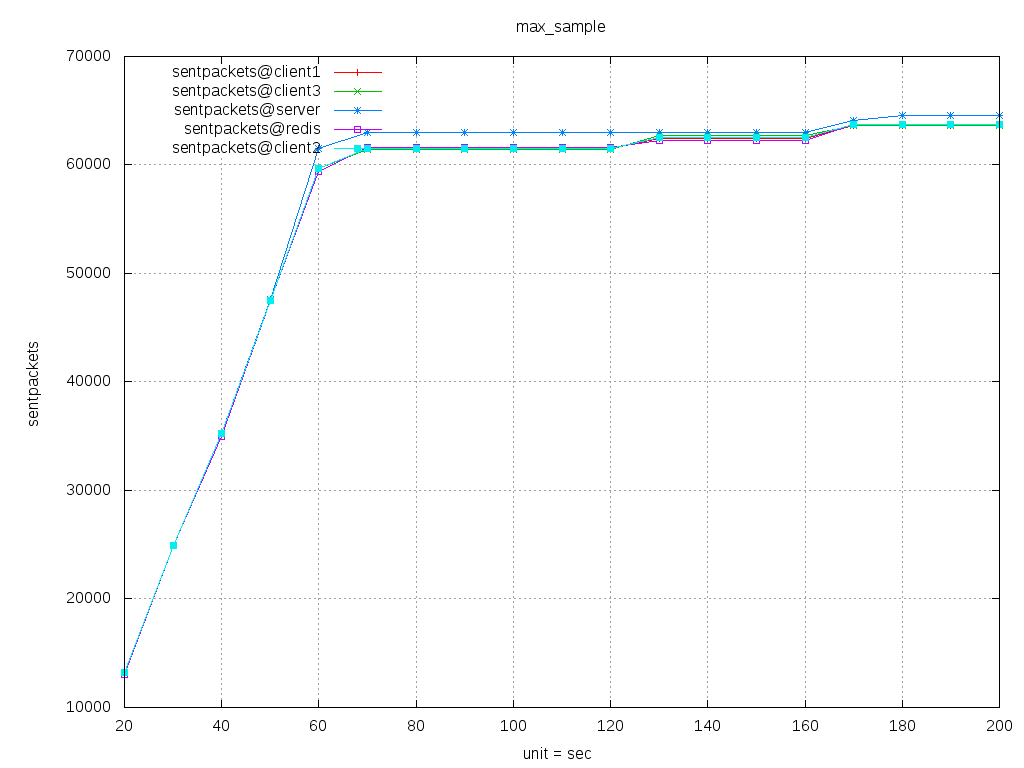 max_sample
70000
60000
50000
40000
30000
20000
10000
sentpackets
sentpackets@client1
sentpackets@client3
sentpackets@server
sentpackets@redis
sentpackets@client2
20 40 60 80 100 120 140 160 180 200
unit = sec